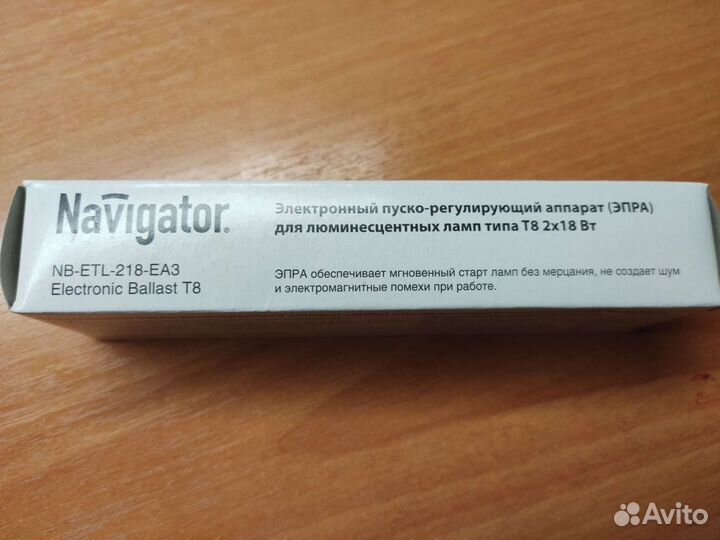 Navigator®
NB-ETL-218-EA3
Electronic Ballast T8
Электронный пуско-регулирующий аппарат (ЭПРА)
для люминесцентных ламп типа Т8 2х18 Вт
ЭПРА обеспечивает мгновенный старт ламп без мерцания, не создает шум
и электромагнитные помехи при работе.
Avito